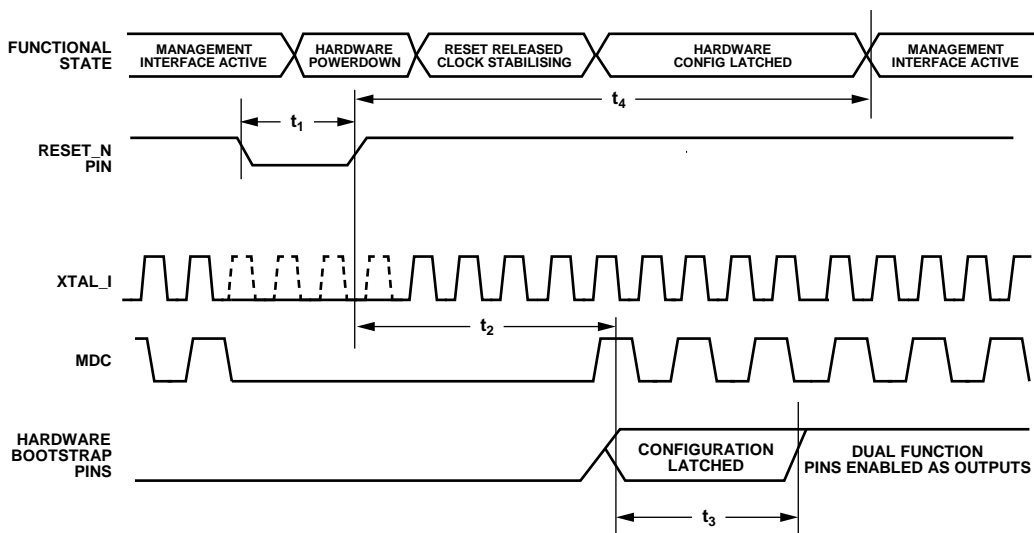 FUNCTIONAL
STATE
MANAGEMENT
INTERFACE ACTIVE
HARDWARE
POWERDOWN
RESET RELEASED
CLOCK STABILISING
HARDWARE
CONFIG LATCHED
MANAGEMENT
INTERFACE ACTIVE
t4
t1
RESET_N
PIN
XTAL_I
t2
MDC
HARDWARE
BOOTSTRAP
PINS
CONFIGURATION
LATCHED
DUAL FUNCTION
PINS ENABLED AS OUTPUTS
t3